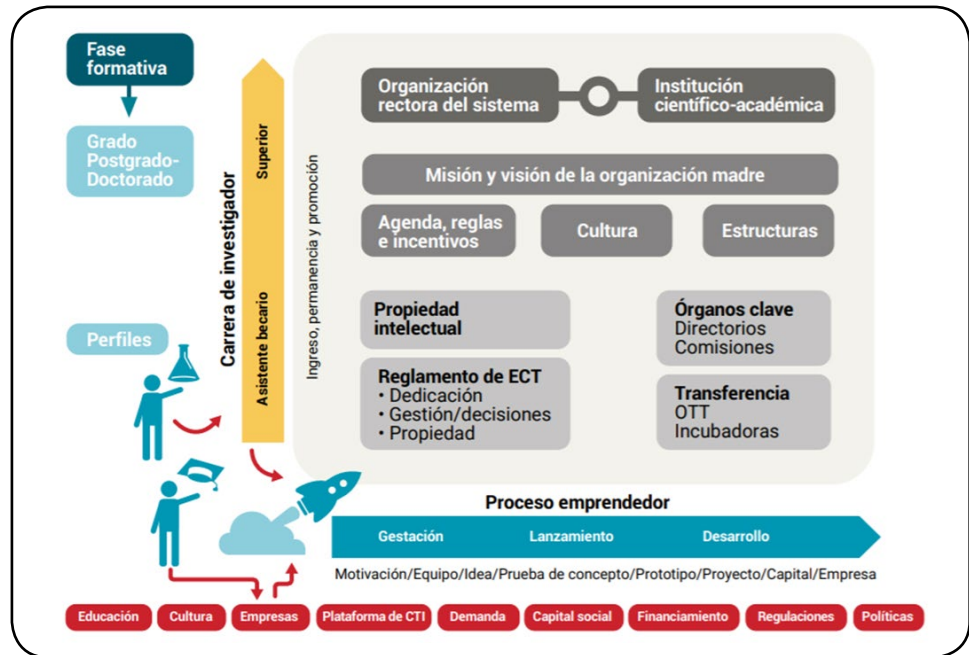 Fase
formativa
Grado
Postgrado-
Doctorado
Perfiles
Carrera de investigador
Superior
Asistente becario
Ingreso, permanencia y promoción
Organización
rectora del sistema
Institución
científico-académica
Misión y visión de la organización madre
Agenda, reglas
e incentivos
Cultura
Estructuras
Propiedad
intelectual
Reglamento de ECT
• Dedicación
• Gestión/decisiones
• Propiedad
Órganos clave
Directorios
Comisiones
Transferencia
OTT
Incubadoras
Proceso emprendedor
Gestación
Lanzamiento
Desarrollo
Motivación/Equipo/Idea/Prueba de concepto/Prototipo/Proyecto/Capital/Empresa
Educación
Cultura
Empresas
Plataforma de CTI
Demanda
Capital social
Financiamiento
Regulaciones
Políticas